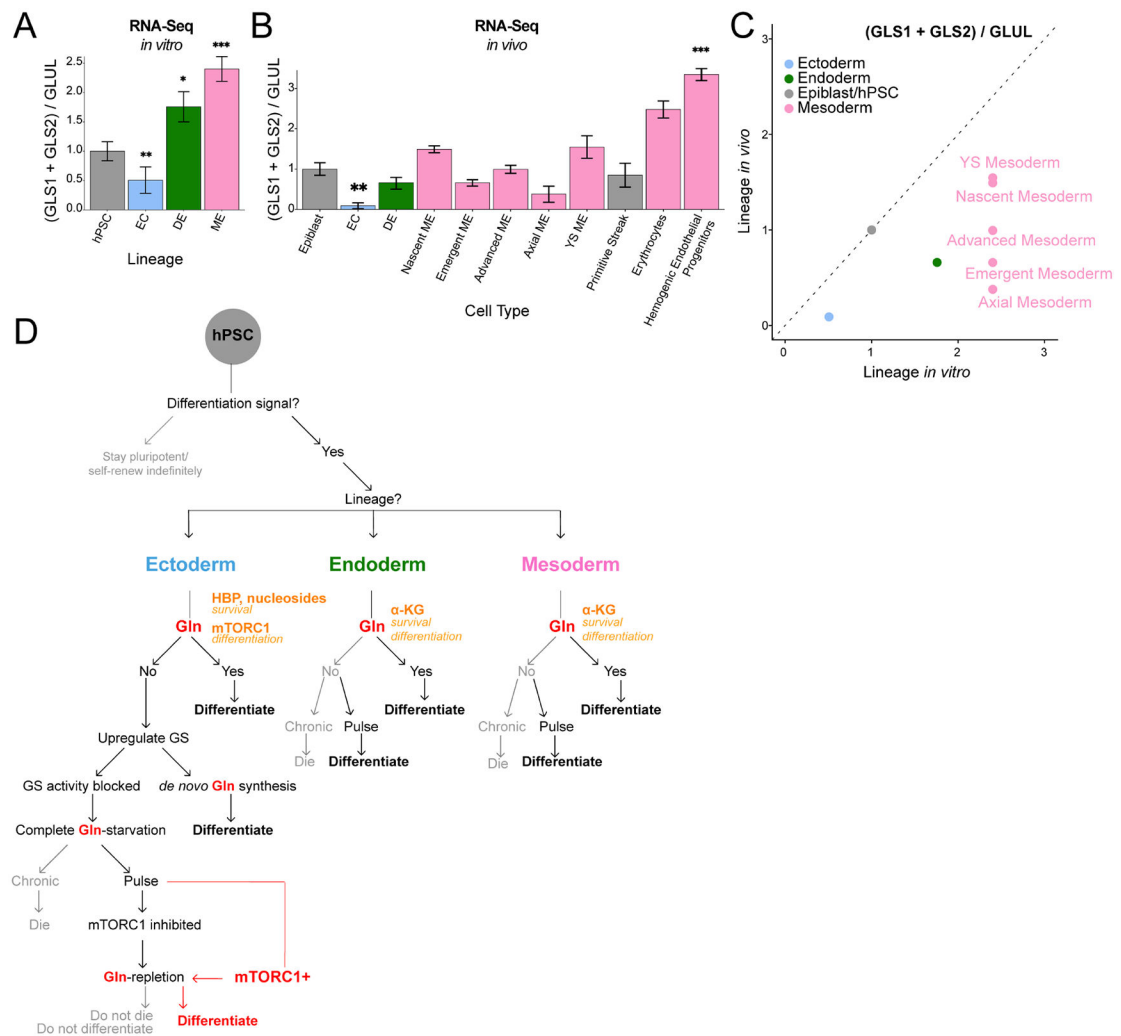 A
RNA-Seq
in vitro
(GLS1 + GLS2) / GLUL
2.5
2.0
1.5
1.0
0.5
0.0
**
*
***
hPSC
EC
DE
ME
Lineage
B
RNA-Seq
in vivo
(GLS1 + GLS2) / GLUL
3
2
1
0
**
***
Epiblast
EC
DE
Nascent ME
Emergent ME
Advanced ME
Axial ME
YS ME
Primitive Streak
Erythrocytes
Hemogenic Endothelial
Progenitors
Cell Type
C
(GLS1 + GLS2) / GLUL
Ectoderm
Endoderm
Epiblast/hPSC
Mesoderm
Lineage in vivo
3
2
1
0
YS Mesoderm
Nascent Mesoderm
Advanced Mesoderm
Emergent Mesoderm
Axial Mesoderm
0
1
2
3
Lineage in vitro
D
hPSC
Differentiation signal?
Stay pluripotent/
self-renew indefinitely
Yes
Lineage?
Ectoderm
Endoderm
Mesoderm
HBP, nucleosides
survival
Gln
mTORC1
differentiation
α-KG
survival
differentiation
Gln
α-KG
survival
differentiation
Gln
No
Yes
No
Yes
No
Yes
Differentiate
Differentiate
Differentiate
Chronic
Pulse
Chronic
Pulse
Upregulate GS
Die
Differentiate
Die
Differentiate
GS activity blocked
de novo Gln synthesis
Complete Gln-starvation
Differentiate
Chronic
Pulse
Die
mTORC1 inhibited
Gln-repletion
mTORC1+
Do not die
Do not differentiate
Differentiate